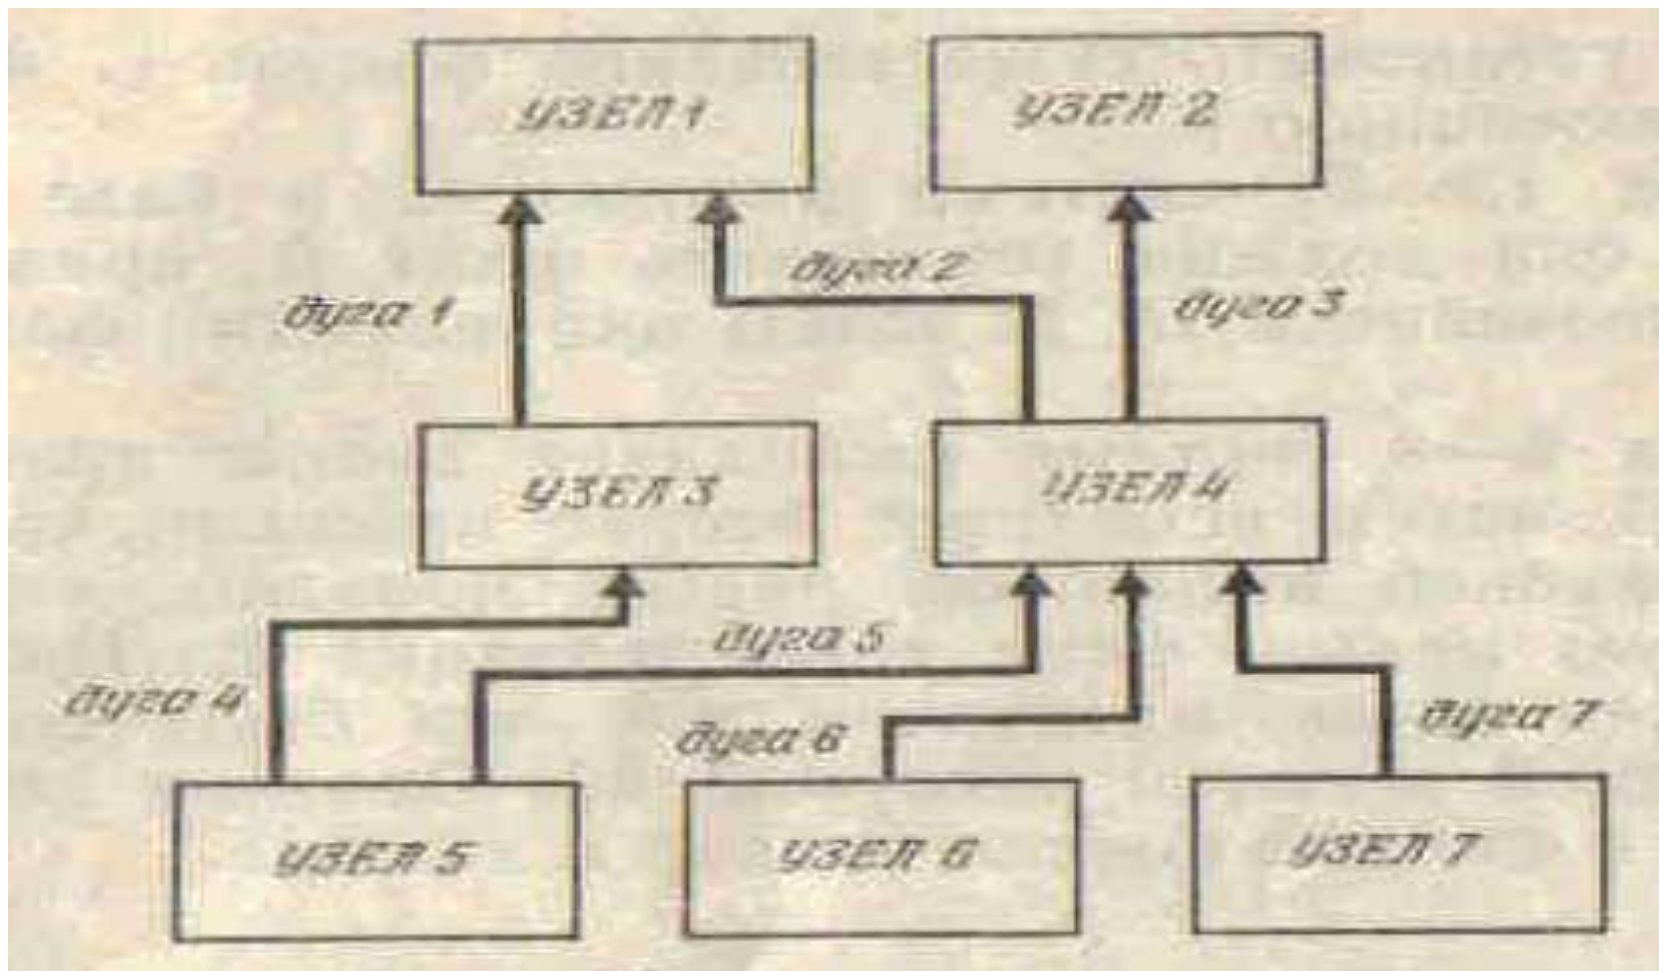 УЗЕЛ 1
УЗЕЛ 2
дуга 2
дуга 1
дуга 3
УЗЕЛ 3
УЗЕЛ 4
дуга 5
дуга 4
дуга 6
дуга 7
УЗЕЛ 5
УЗЕЛ 6
УЗЕЛ 7